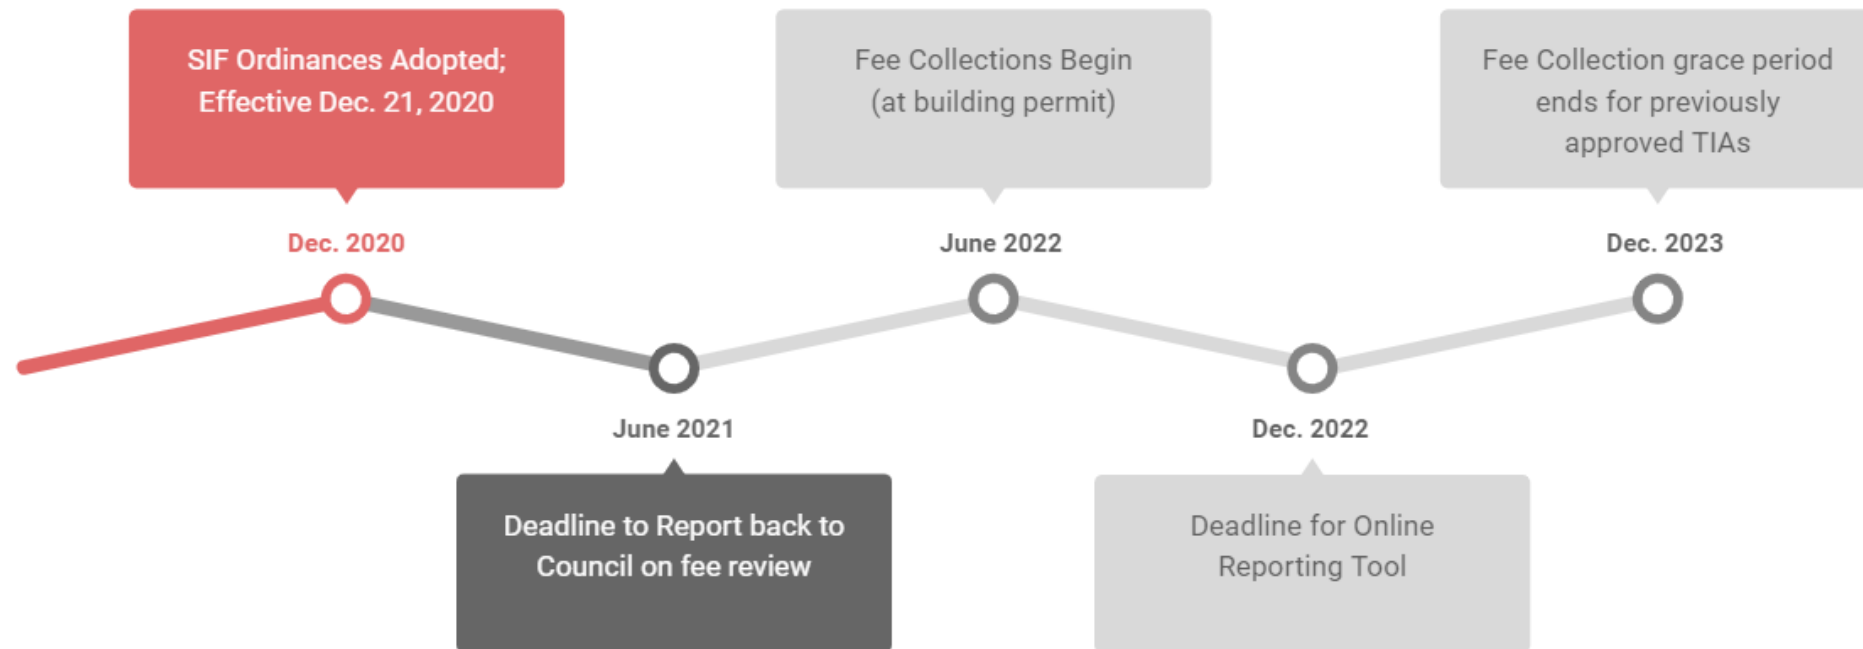 SIF Ordinances Adopted;
Effective Dec. 21, 2020
Dec. 2020
June 2021
Deadline to Report back to
Council on fee review
Fee Collections Begin
(at building permit)
June 2022
Dec. 2022
Deadline for Online
Reporting Tool
Fee Collection grace period
ends for previously
approved TIAs
Dec. 2023